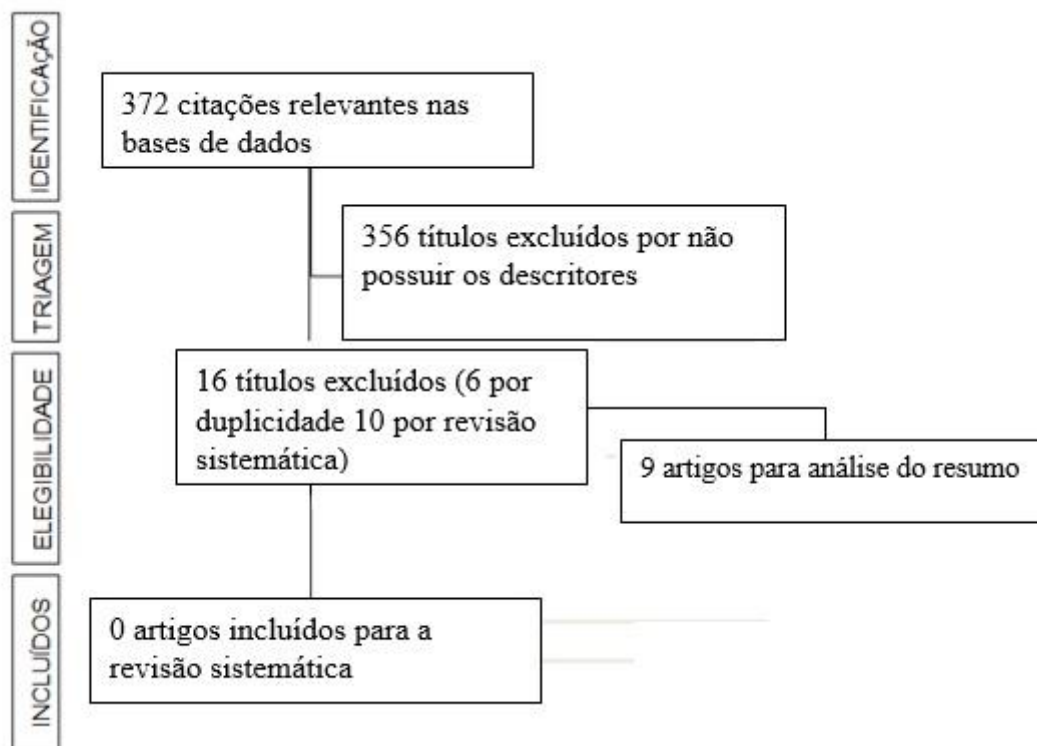 IDENTIFICAÇÃO
372 citações relevantes nas
bases de dados
TRIAGEM
356 títulos excluídos por não
possuir os descritores
ELEGIBILIDADE
16 títulos excluídos (6 por
duplicidade 10 por revisão
sistemática)
9 artigos para análise do resumo
INCLUÍDOS
0 artigos incluídos para a
revisão sistemática